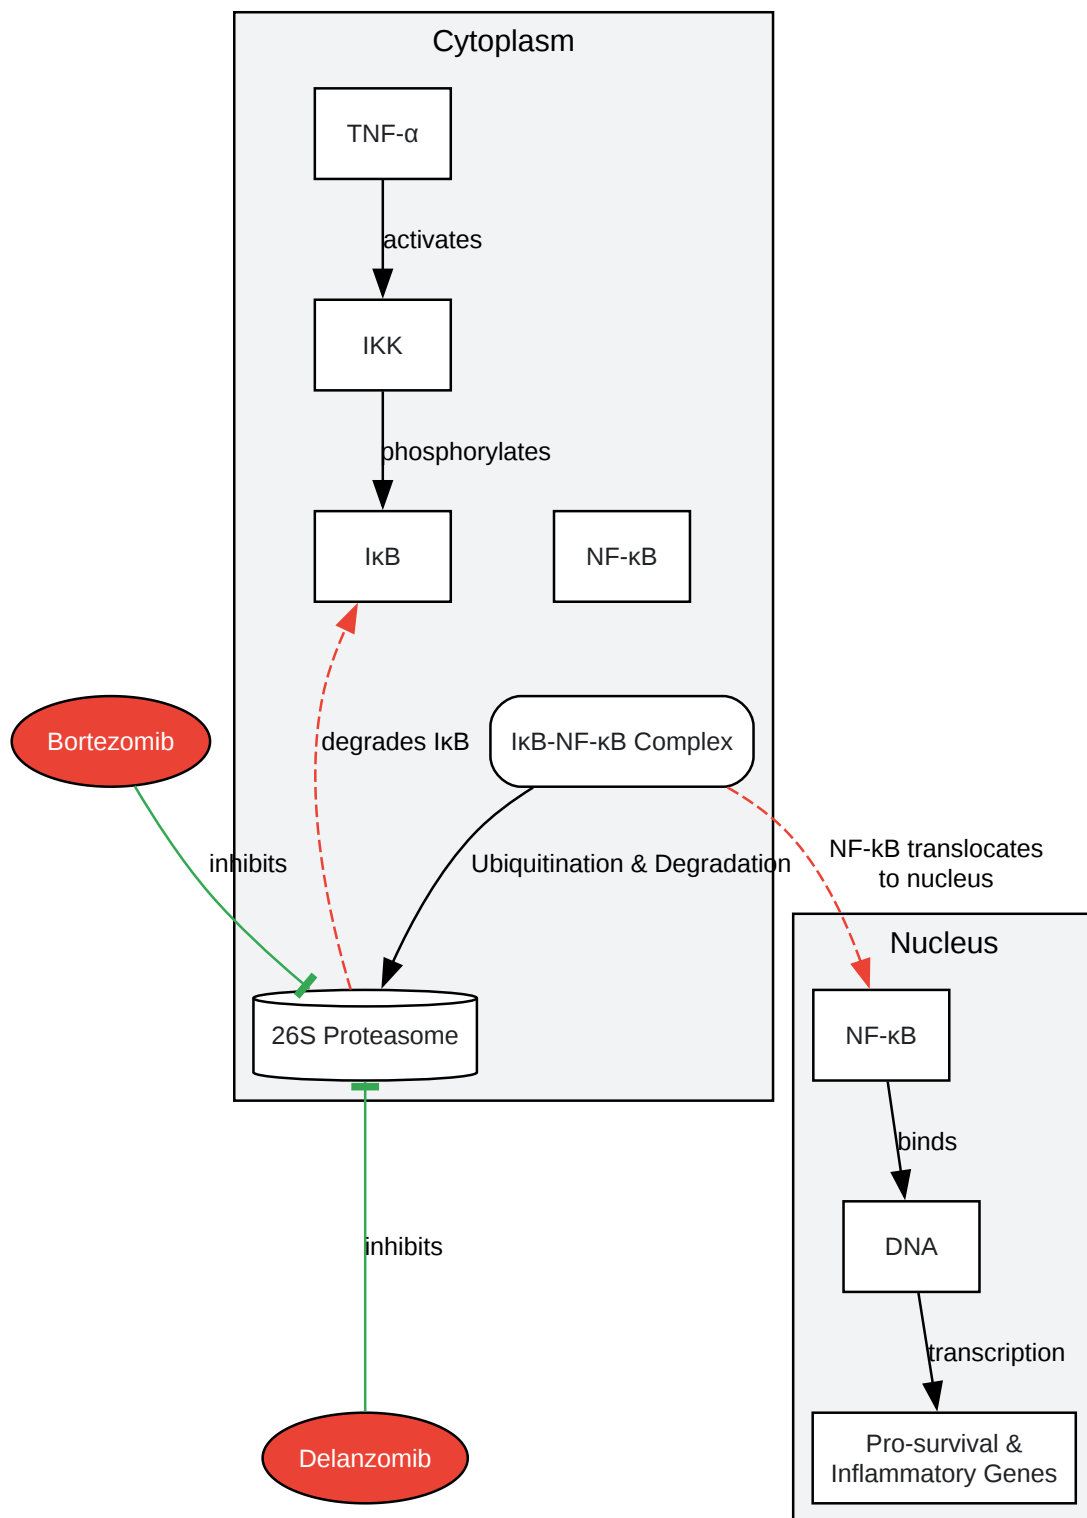 Cytoplasm
TNF-α
activates
IKK
phosphorylates
IκB
NF-κB
Bortezomib
degrades IκB
IκB-NF-κB Complex
inhibits
Ubiquitination & Degradation
NF-kB translocates
to nucleus
Nucleus
26S Proteasome
NF-κB
binds
inhibits
DNA
transcription
Delanzomib
Pro-survival &
Inflammatory Genes